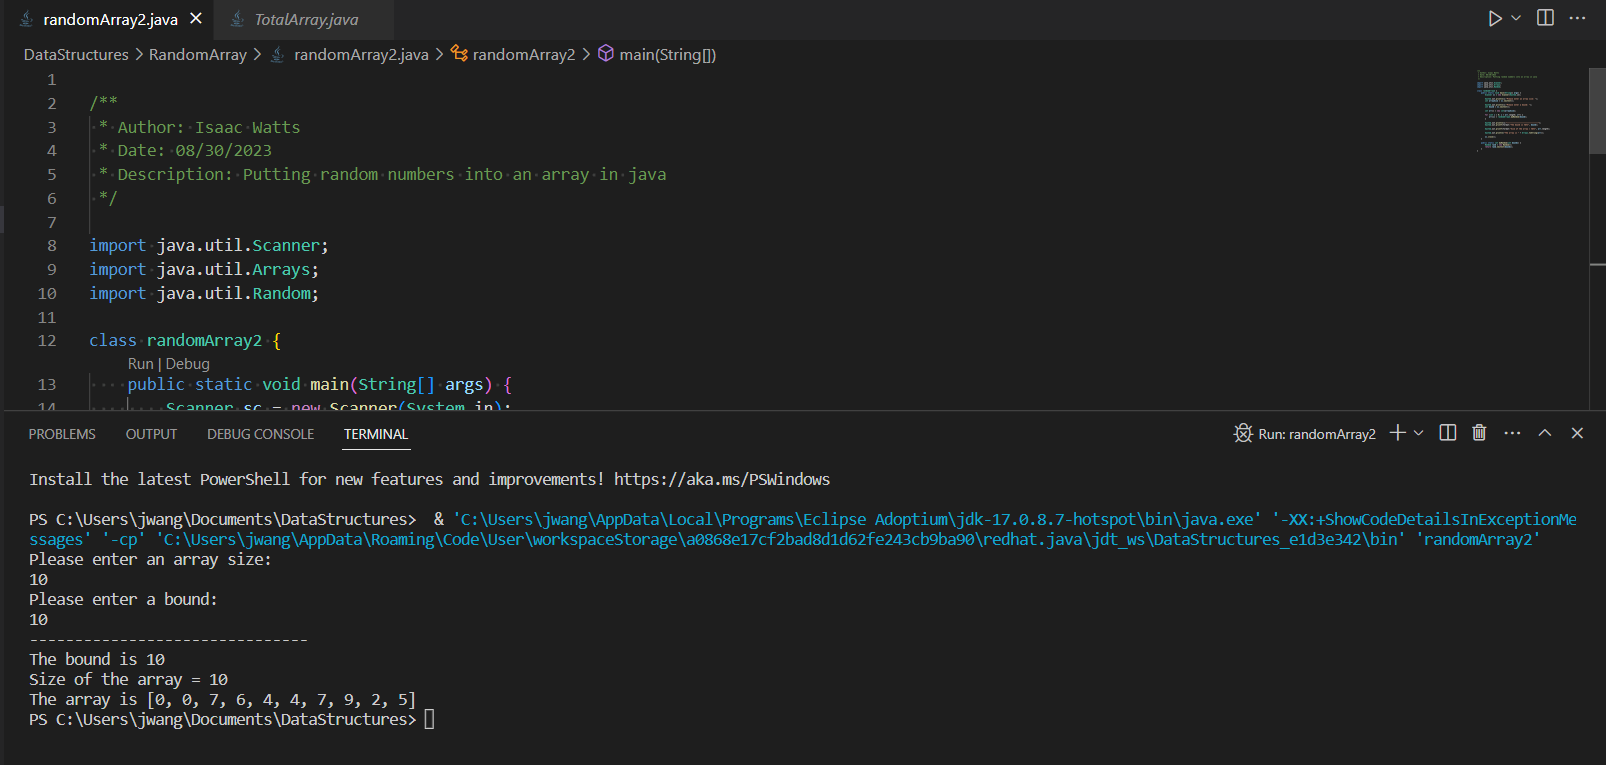 randomArray2.java
TotalArray.java
DataStructures > RandomArray > randomArray2.java > randomArray2 > main(String[])
1
2 /**
3 * Author: Isaac Watts
4 * Date: 08/30/2023
5 * Description: Putting random numbers into an array in java
6 */
7
8 import java.util.Scanner;
9 import java.util.Arrays;
10 import java.util.Random;
11
12 class randomArray2 {
Run | Debug
13 public static void main(String[] args) {
14 Scanner sc = new Scanner(System.in);
PROBLEMS OUTPUT DEBUG CONSOLE TERMINAL Run: randomArray2
Install the latest PowerShell for new features and improvements! https://aka.ms/PSWindows
PS C:\Users\jwang\Documents\DataStructures> & 'C:\Users\jwang\AppData\Local\Programs\Eclipse Adoptium\jdk-17.0.8.7-hotspot\bin\java.exe' '-XX:+ShowCodeDetailsInExceptionMe
ssages' '-cp' 'C:\Users\jwang\AppData\Roaming\Code\User\workspaceStorage\a0868e17cf2bad8d1d62fe243cb9ba90\redhat.java\jdt_ws\DataStructures_e1d3e342\bin' 'randomArray2'
Please enter an array size:
10
Please enter a bound:
10
-----------------------------
The bound is 10
Size of the array = 10
The array is [0, 0, 7, 6, 4, 4, 7, 9, 2, 5]
PS C:\Users\jwang\Documents\DataStructures>